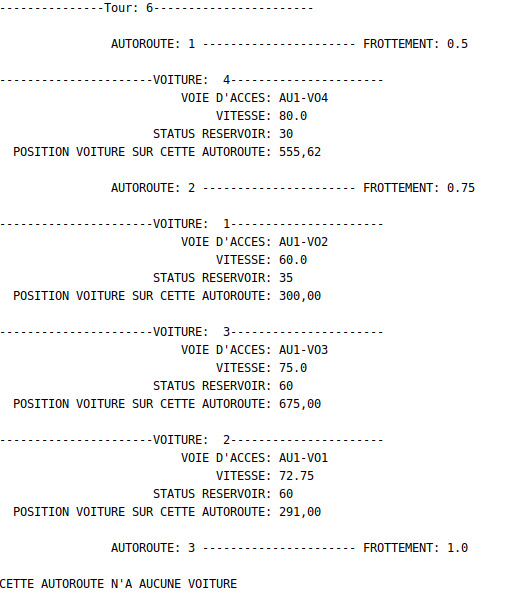 ---------------Tour: 6-----------------------
AUTOROUTE: 1 ---------------------- FROTTEMENT: 0.5
----------------------VOITURE:  4----------------------
VOIE D'ACCES: AU1-VO4
VITESSE: 80.0
STATUS RESERVOIR: 30
POSITION VOITURE SUR CETTE AUTOROUTE: 555,62
AUTOROUTE: 2 ---------------------- FROTTEMENT: 0.75
----------------------VOITURE:  1----------------------
VOIE D'ACCES: AU1-VO2
VITESSE: 60.0
STATUS RESERVOIR: 35
POSITION VOITURE SUR CETTE AUTOROUTE: 300,00
----------------------VOITURE:  3----------------------
VOIE D'ACCES: AU1-VO3
VITESSE: 75.0
STATUS RESERVOIR: 60
POSITION VOITURE SUR CETTE AUTOROUTE: 675,00
----------------------VOITURE:  2----------------------
VOIE D'ACCES: AU1-VO1
VITESSE: 72.75
STATUS RESERVOIR: 60
POSITION VOITURE SUR CETTE AUTOROUTE: 291,00
AUTOROUTE: 3 ---------------------- FROTTEMENT: 1.0
CETTE AUTOROUTE N'A AUCUNE VOITURE